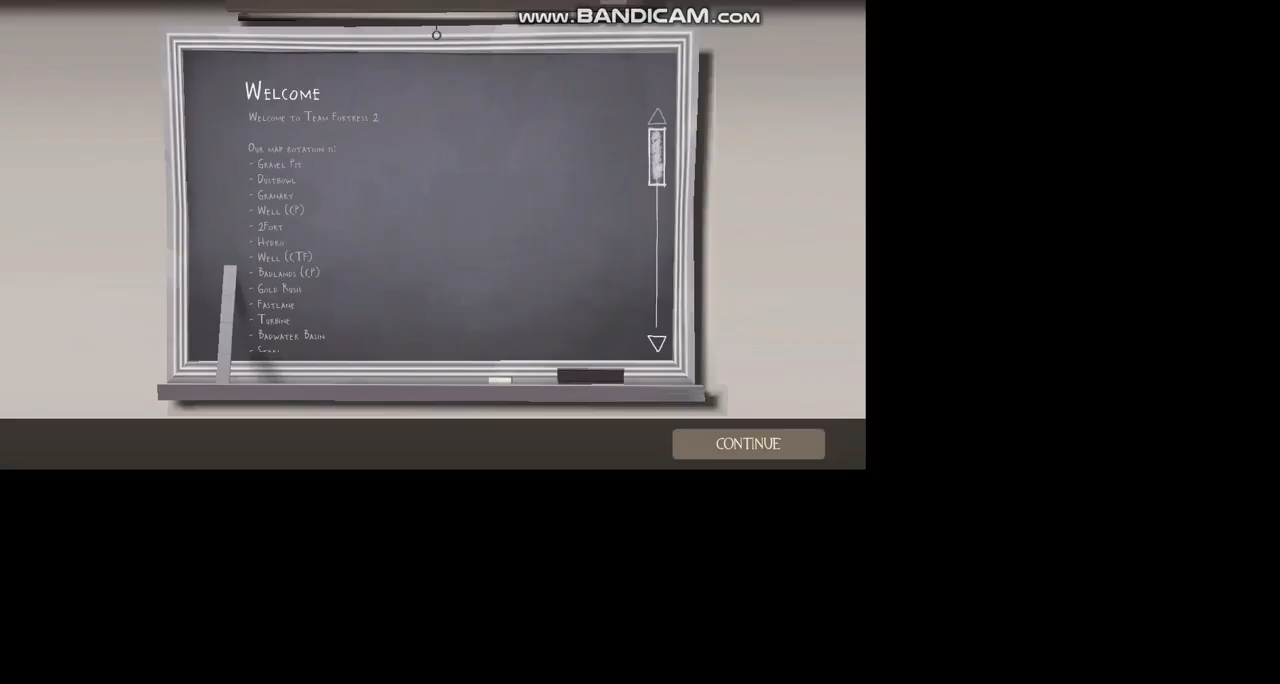 www.BANDICAM.COM
Welcome
Welcome to Team Fortress 2
Our map rotation is:
- Gravel Pit
- Dustbowl
- Granary
- Well (CP)
- 2Fort
- Hydro
- Well (CTF)
- Badlands (CP)
- Gold Rush
- Fastlane
- Turbine
- Badwater Basin
CONTINUE